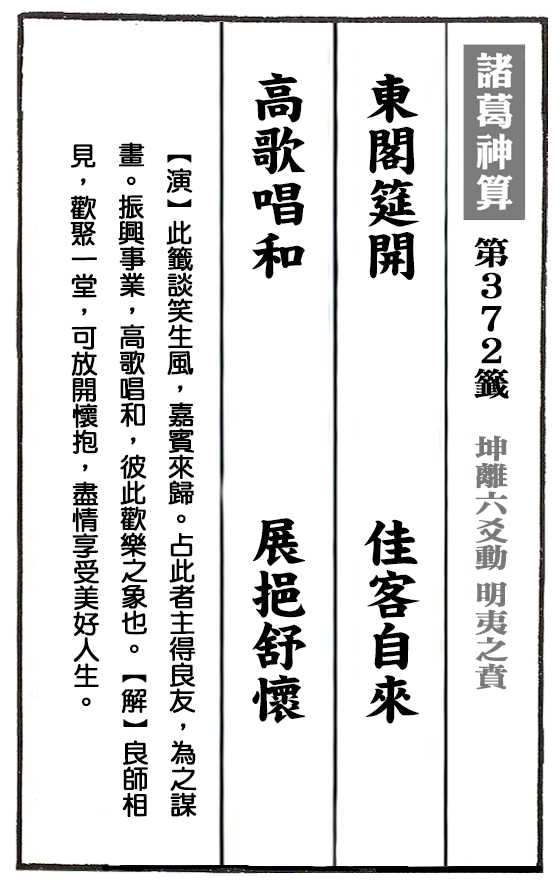 諸葛神算 第372籤 坤離六爻動 明夷之賁
東閣筵開 佳客自來
高歌唱和 展挹舒懷
【演】此籤談笑生風，嘉賓來歸。占此者主得良友，為之謀
畫。振興事業，高歌唱和，彼此歡樂之象也。【解】良師相
見，歡聚一堂，可放開懷抱，盡情享受美好人生。